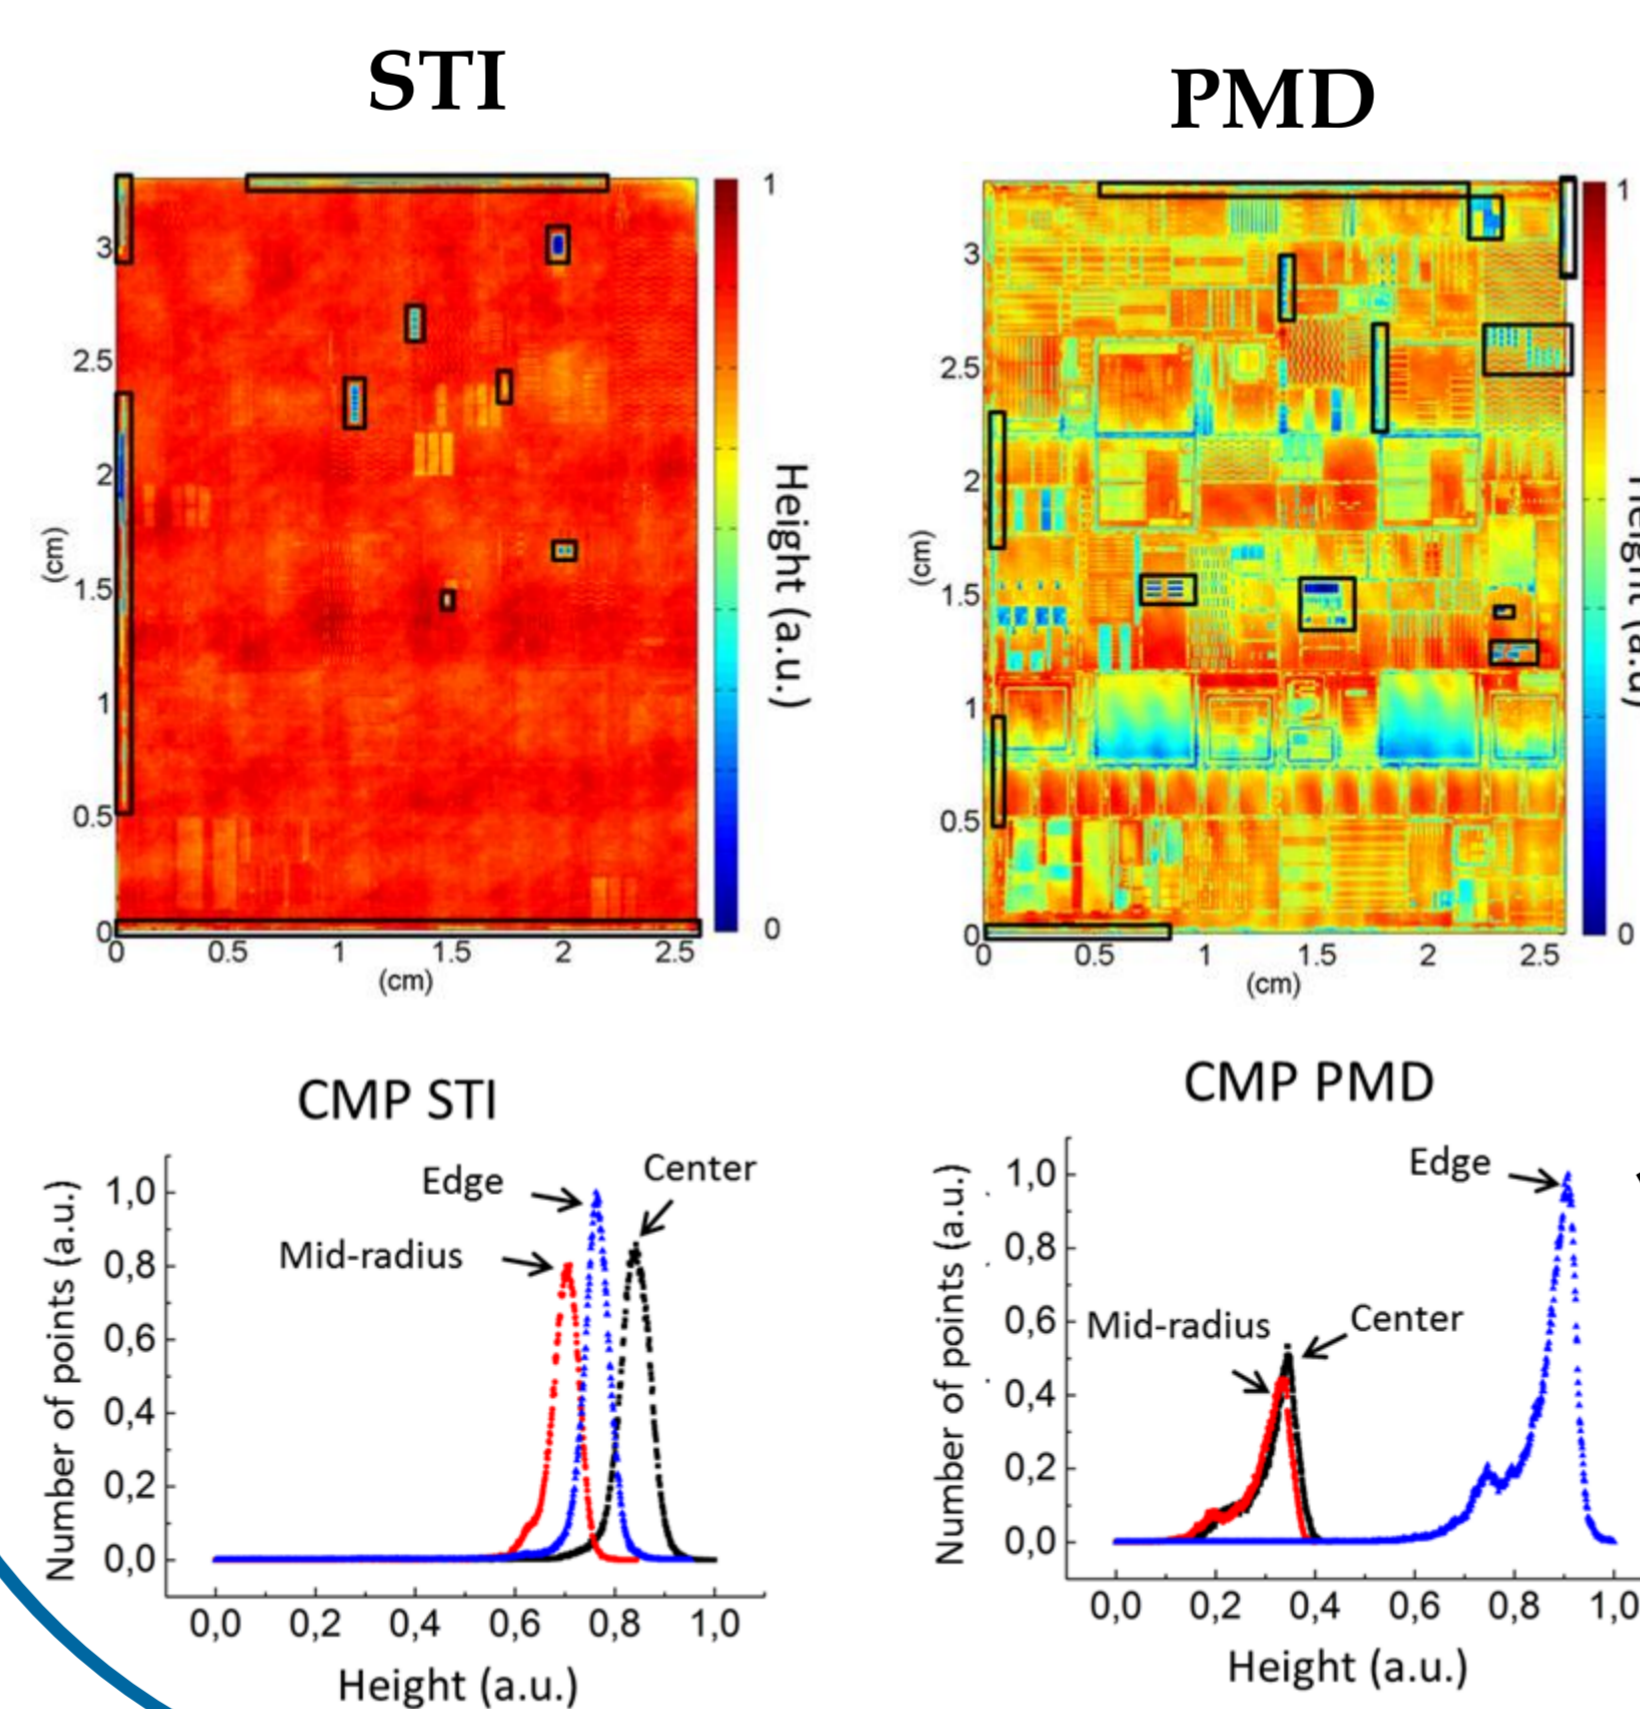 STI
PMD
1
3
2.5
2
1.5
1
0.5
0
0
0.5
1
1.5
2
2.5
(cm)
(cm)
0
Height (a.u.)
1
3
2.5
2
1.5
1
0.5
0
0
0.5
1
1.5
2
2.5
(cm)
(cm)
0
CMP STI
Edge
Center
Mid-radius
1,0
0,8
0,6
0,4
0,2
0,0
Number of points (a.u.)
0,0
0,2
0,4
0,6
0,8
1,0
Height (a.u.)
CMP PMD
Edge
Mid-radius
Center
1,0
0,8
0,6
0,4
0,2
0,0
Number of points (a.u.)
0,0
0,2
0,4
0,6
0,8
1,0
Height (a.u.)